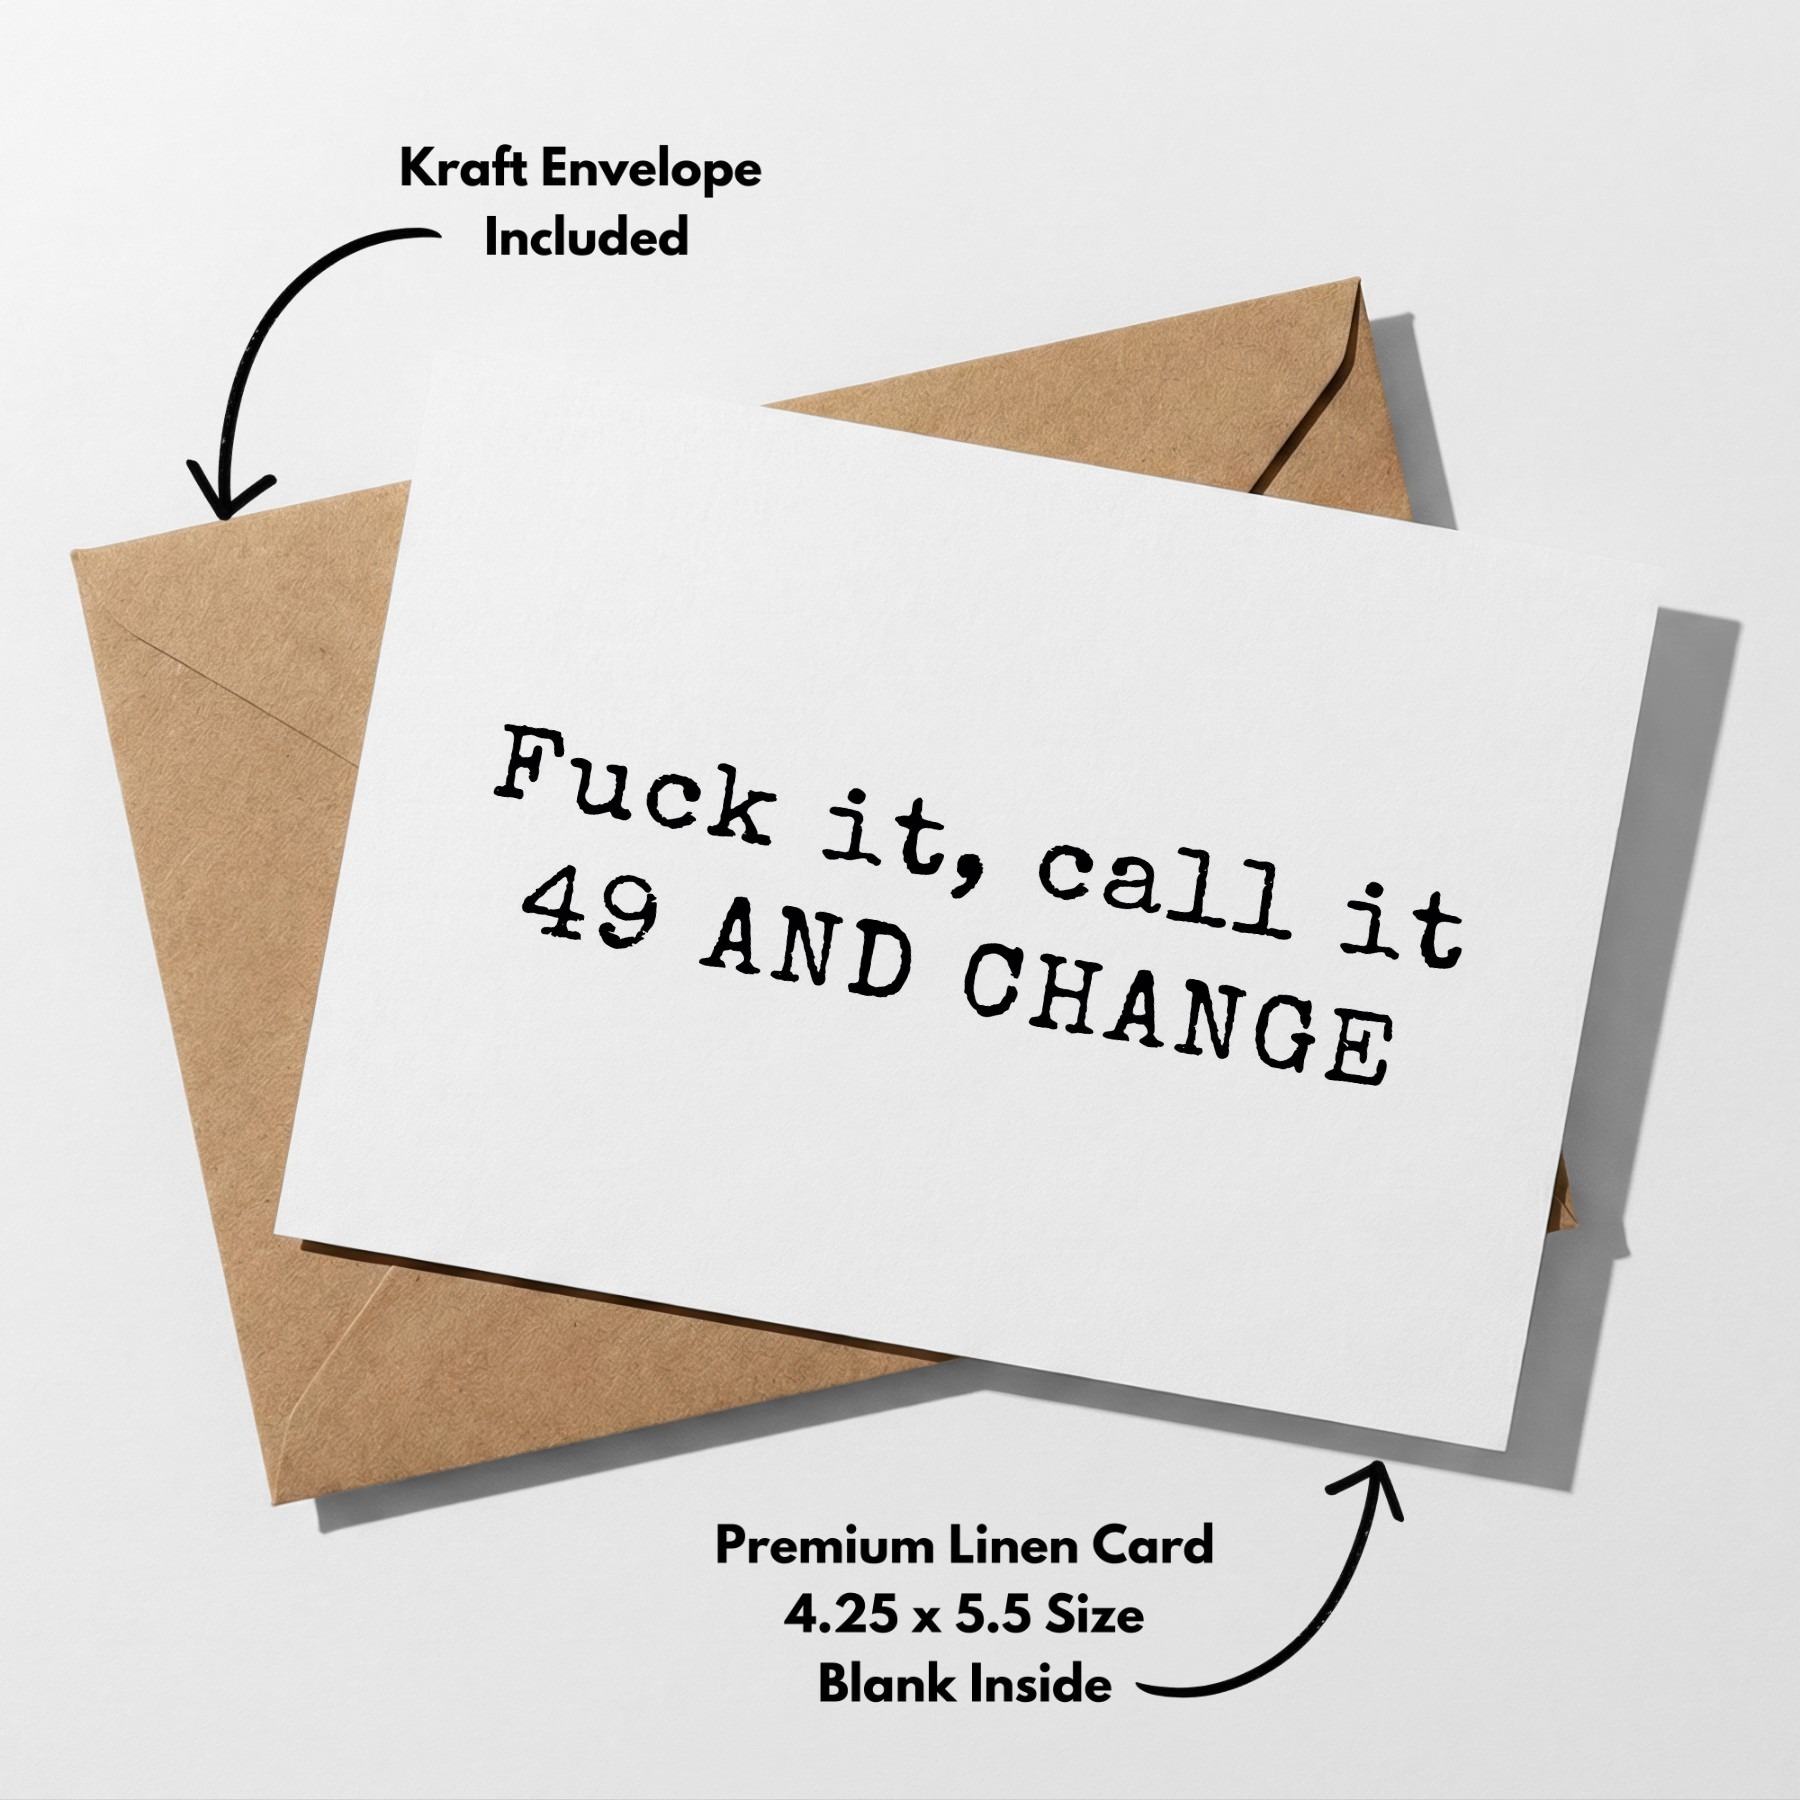 Kraft Envelope
Included
Fuck it, call it
49 AND CHANGE
Premium Linen Card
4.25 x 5.5 Size
Blank Inside